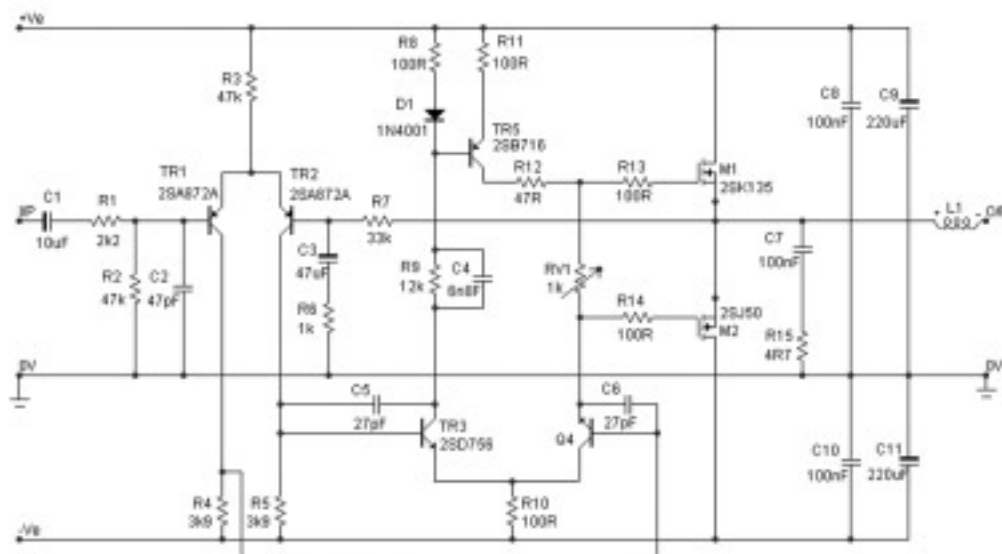 +Ve
R3
47k
R8
100R
R11
100R
D1
1N4001
TR5
2SB716
C8
100nF
C9
220uF
TR1
2SA872A
TR2
2SA872A
R12
47R
R13
100R
M1
2SK135
I/P
C1
10uF
R1
2k2
R7
33k
L1
R2
47k
C2
47pF
C3
47uF
R6
1k
R9
12k
C4
6n8F
RV1
1k
C7
100nF
R14
100R
2SJ50
M2
R15
4R7
0V
0V
C5
27pF
TR3
2SD756
C6
27pF
Q4
C10
100nF
C11
220uF
R4
3k9
R5
3k9
R10
100R
-Ve